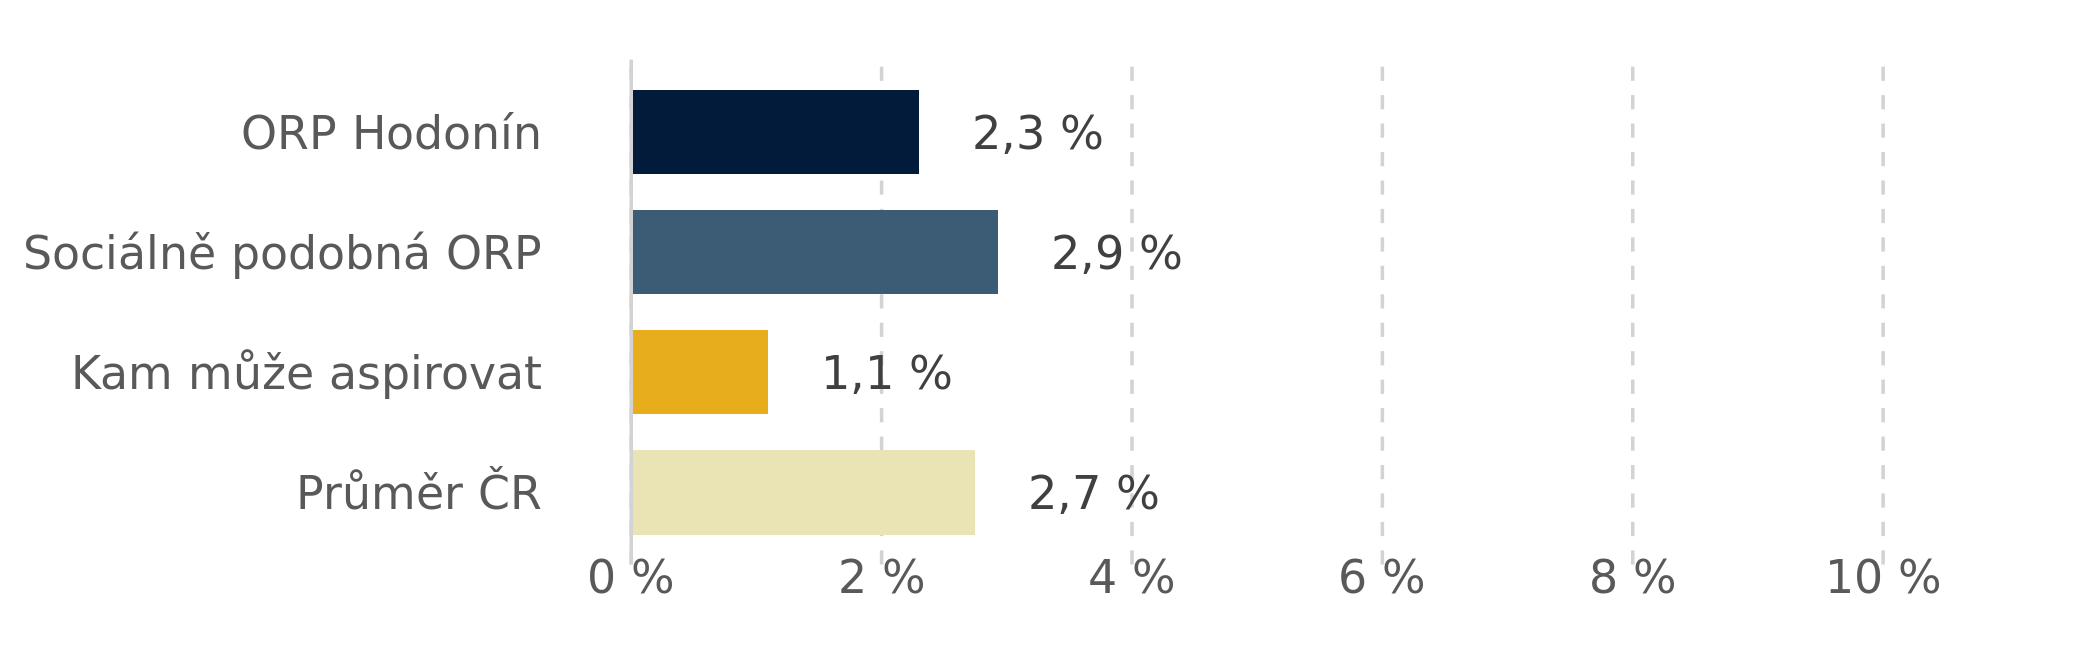 ORP Hodonín 2,3 %
Sociálně podobná ORP 2,9 %
Kam může aspirovat 1,1 %
Průměr ČR 2,7 %
0 % 2 % 4 % 6 % 8 % 10 %